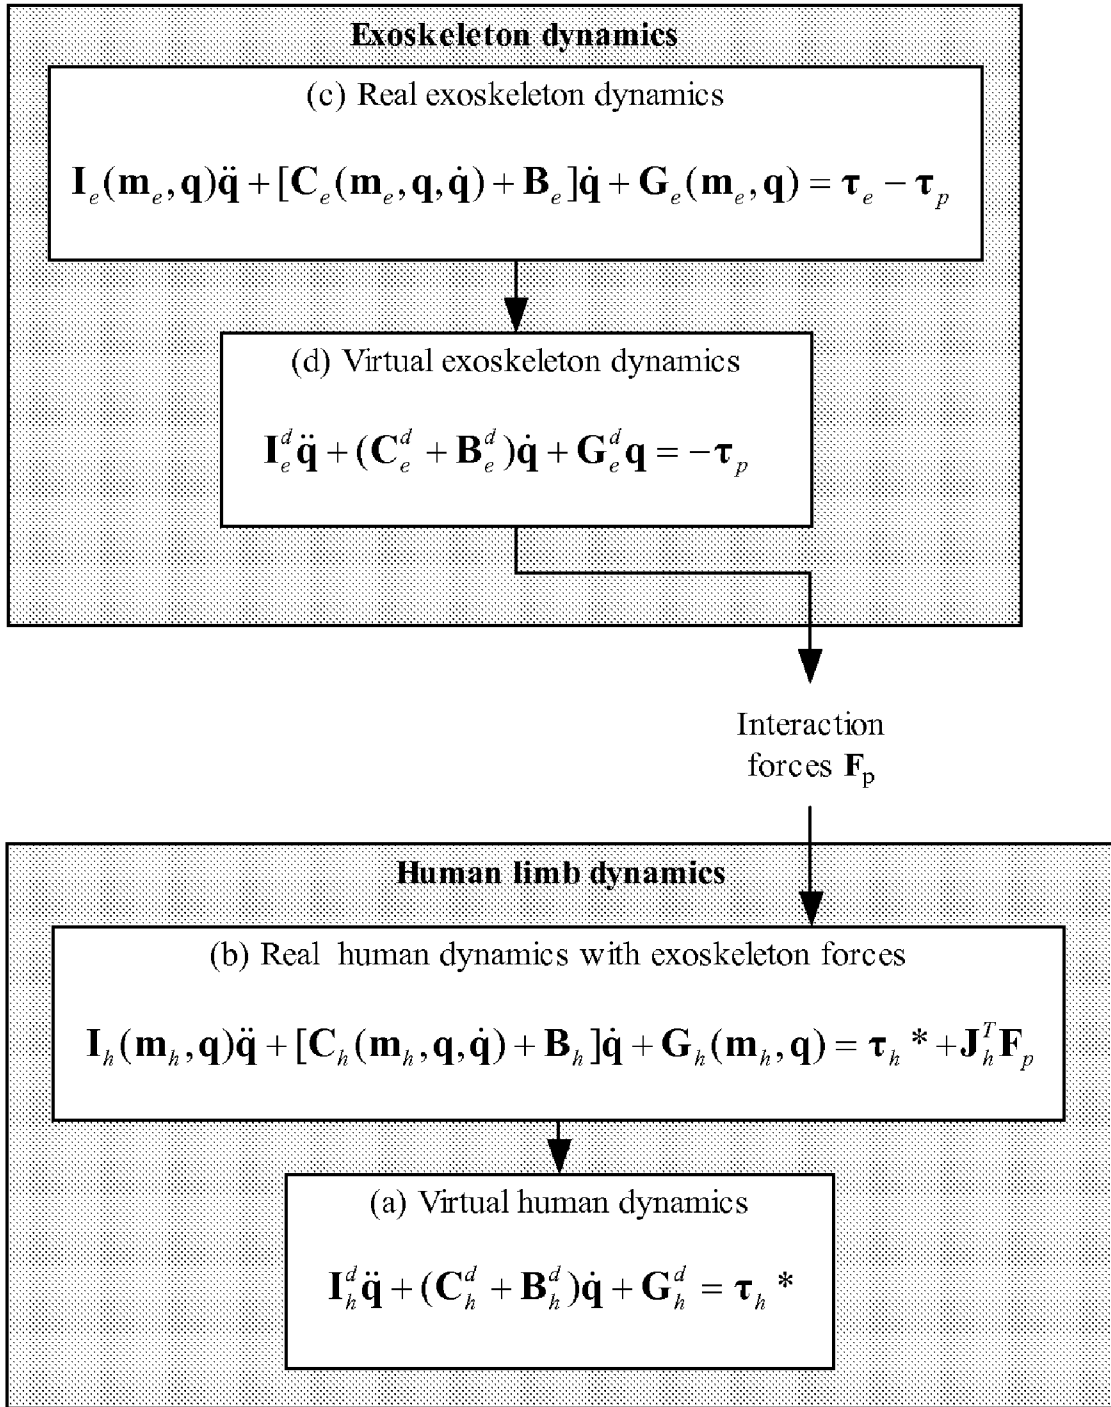 Exoskeleton dynamics
(c) Real exoskeleton dynamics
I_e(m_e, q)q̈ + [C_e(m_e, q, q̇) + B_e]q̇ + G_e(m_e, q) = τ_e − τ_p
(d) Virtual exoskeleton dynamics
I_e^d q̈ + (C_e^d + B_e^d)q̇ + G_e^d q = −τ_p
Interaction
forces F_p
Human limb dynamics
(b) Real human dynamics with exoskeleton forces
I_h(m_h, q)q̈ + [C_h(m_h, q, q̇) + B_h]q̇ + G_h(m_h, q) = τ_h * + J_h^T F_p
(a) Virtual human dynamics
I_h^d q̈ + (C_h^d + B_h^d)q̇ + G_h^d = τ_h *